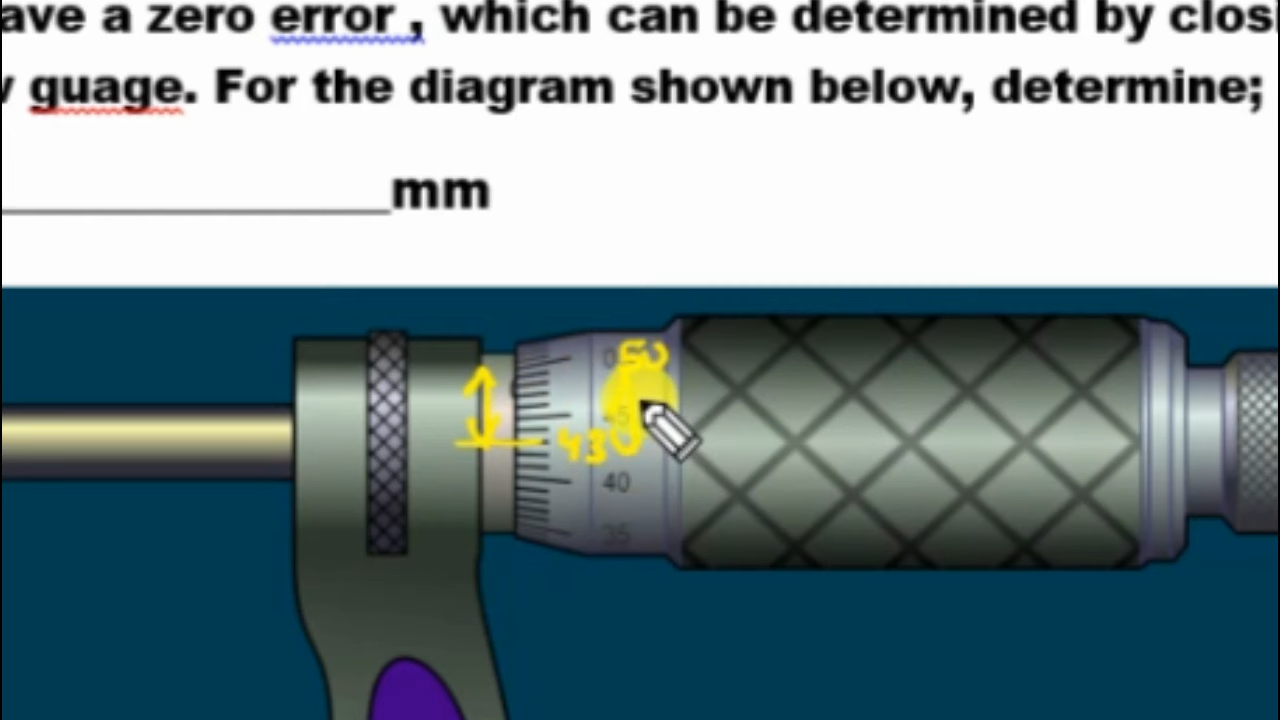 ave a zero error , which can be determined by clos
guage. For the diagram shown below, determine;
mm
0
50
45
43
40
35